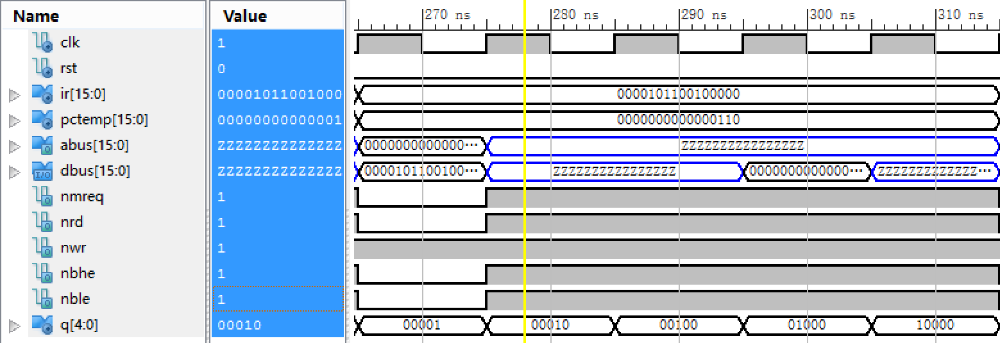 Name Value 270 ns 280 ns 290 ns 300 ns 310 ns
clk 1
rst 0
ir[15:0] 00001011001000 0000101100100000
pctemp[15:0] 00000000000001 0000000000000110
abus[15:0] ZZZZZZZZZZZZZZ 0000000000000··· ZZZZZZZZZZZZZZZZ
dbus[15:0] ZZZZZZZZZZZZZZ 0000101100100··· ZZZZZZZZZZZZZZZZ 0000000000000··· ZZZZZZZZZZZZZ···
nmreq 1
nrd 1
nwr 1
nbhe 1
nble 1
q[4:0] 00010 00001 00010 00100 01000 10000